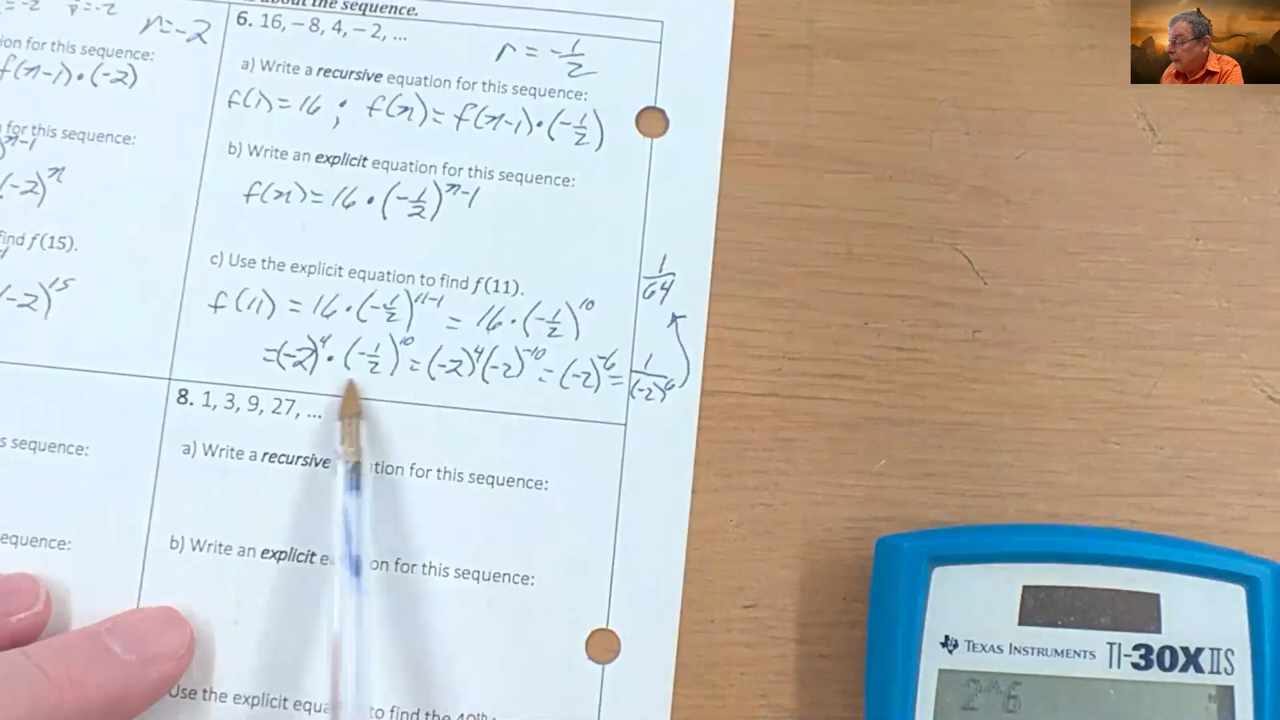 about the sequence.
r=-2
ion for this sequence:
f(n-1)•(-2)
for this sequence:
(-2)^n
find f(15).
(-2)^15
6. 16, −8, 4, −2, ...
r = -1/2
a) Write a recursive equation for this sequence:
f(1) = 16 ; f(n) = f(n-1)•(-1/2)
b) Write an explicit equation for this sequence:
f(n) = 16•(-1/2)^n-1
c) Use the explicit equation to find f(11).
f(11) = 16•(-1/2)^11-1 = 16•(-1/2)^10
=(-2)^4•(-1/2)^10 = (-2)^4(-2)^-10 = (-2)^-6 = 1/(-2)^6
1/64
s sequence:
equence:
8. 1, 3, 9, 27, ...
a) Write a recursive tion for this sequence:
b) Write an explicit e on for this sequence:
Use the explicit equa to find the 40th
TEXAS INSTRUMENTS TI-30X IIS
2^6